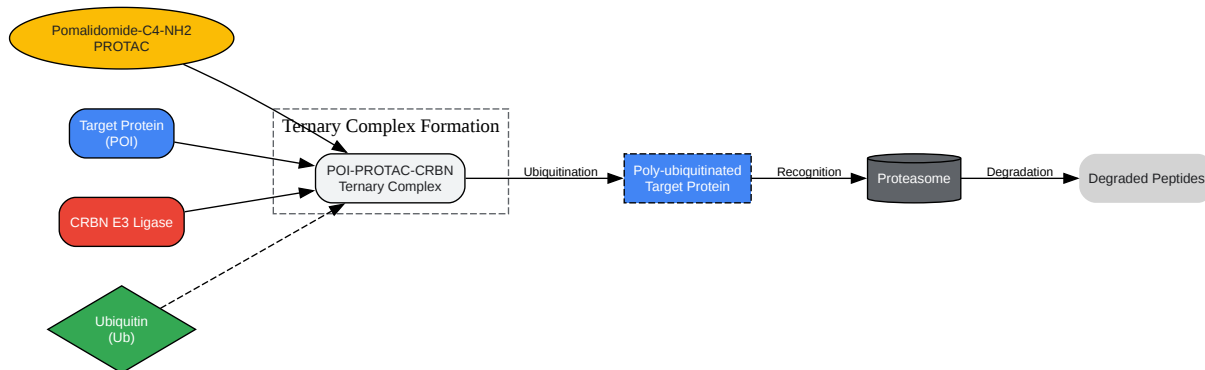 Pomalidomide-C4-NH2
PROTAC
Target Protein
(POI)
CRBN E3 Ligase
Ubiquitin
(Ub)
Ternary Complex Formation
POI-PROTAC-CRBN
Ternary Complex
Ubiquitination
Poly-ubiquitinated
Target Protein
Recognition
Proteasome
Degradation
Degraded Peptides